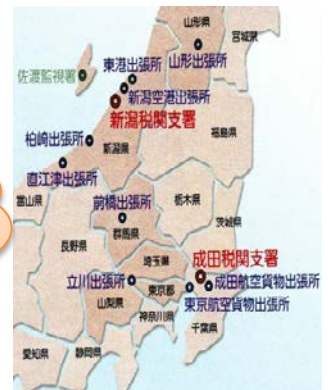 山形県
宮城県
東港出張所
山形出張所
佐渡監視署
新潟空港出張所
新潟税関支署
福島県
柏崎出張所
新潟県
直江津出張所
富山県
前橋出張所
栃木県
茨城県
群馬県
長野県
埼玉県
成田税関支署
立川出張所
東京都
成田航空貨物出張所
山梨県
東京航空貨物出張所
神奈川県
千葉県
愛知県
静岡県